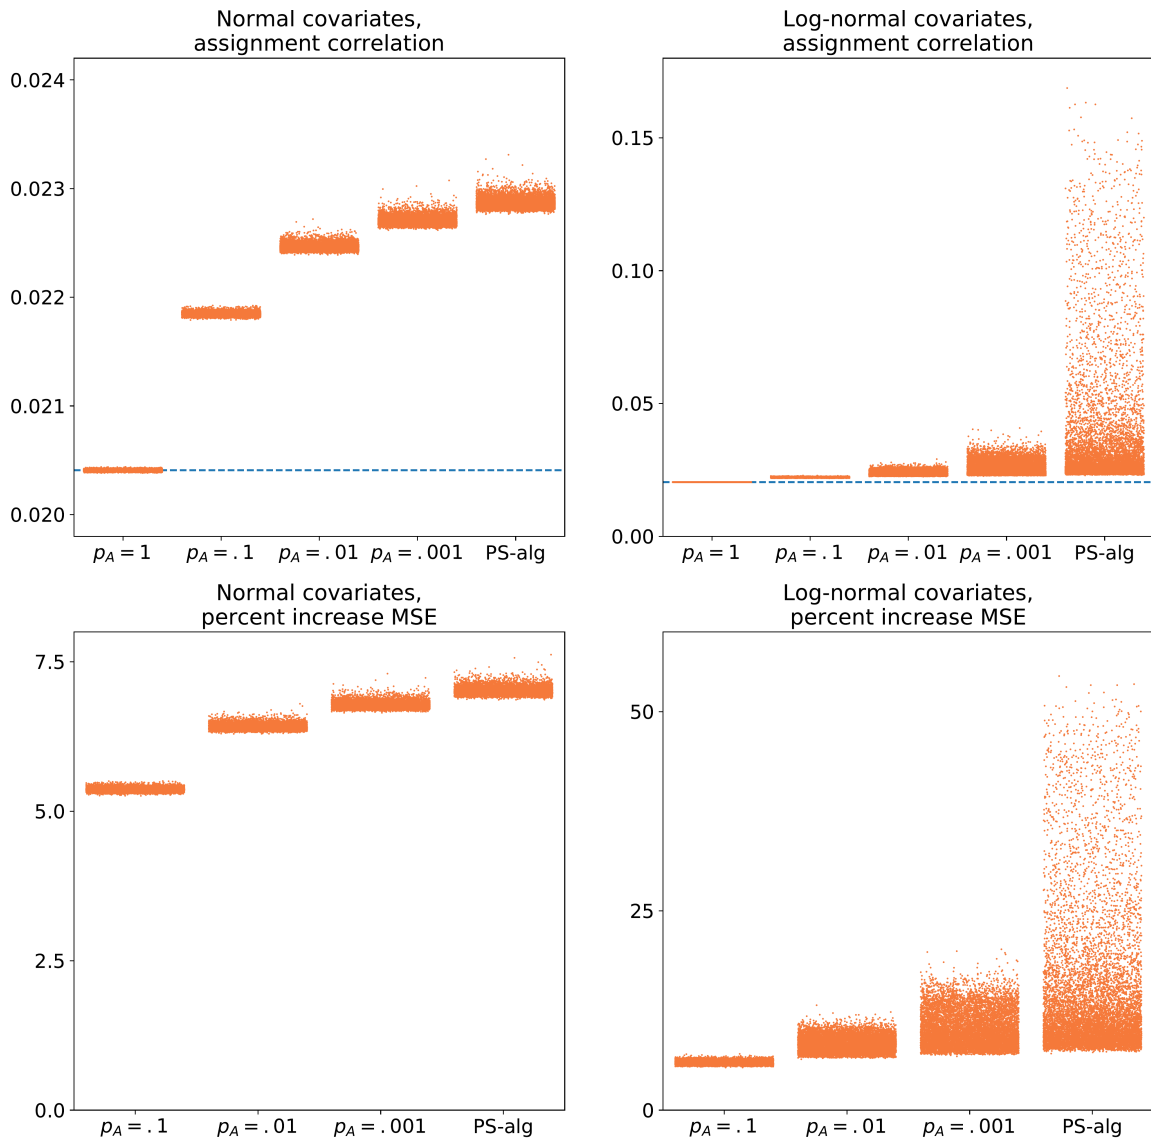 Normal covariates,
assignment correlation
0.024
0.023
0.022
0.021
0.020
p_A = 1
p_A = .1
p_A = .01
p_A = .001
PS-alg
Log-normal covariates,
assignment correlation
0.15
0.10
0.05
0.00
p_A = 1
p_A = .1
p_A = .01
p_A = .001
PS-alg
Normal covariates,
percent increase MSE
7.5
5.0
2.5
0.0
p_A = .1
p_A = .01
p_A = .001
PS-alg
Log-normal covariates,
percent increase MSE
50
25
0
p_A = .1
p_A = .01
p_A = .001
PS-alg